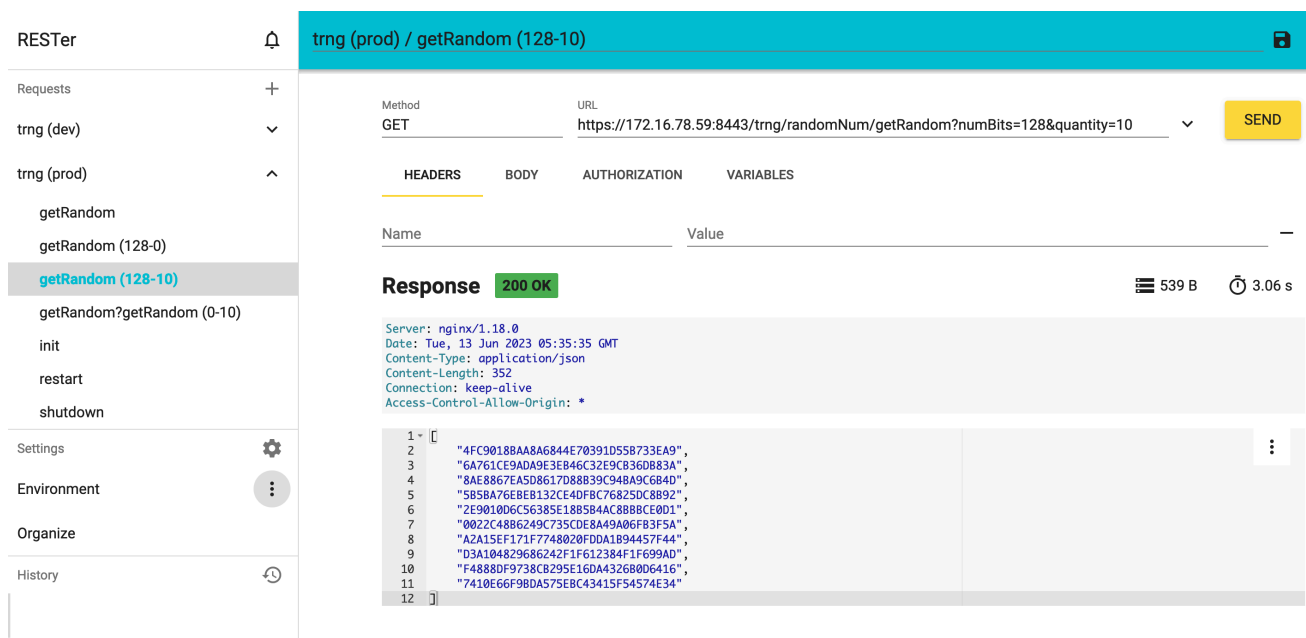 RESTer
Requests
trng (dev)
trng (prod)
getRandom
getRandom (128-0)
getRandom (128-10)
getRandom?getRandom (0-10)
init
restart
shutdown
Settings
Environment
Organize
History
trng (prod) / getRandom (128-10)
Method
GET
URL
https://172.16.78.59:8443/trng/randomNum/getRandom?numBits=128&quantity=10
SEND
HEADERS BODY AUTHORIZATION VARIABLES
Name Value
Response 200 OK 539 B 3.06 s
Server: nginx/1.18.0
Date: Tue, 13 Jun 2023 05:35:35 GMT
Content-Type: application/json
Content-Length: 352
Connection: keep-alive
Access-Control-Allow-Origin: *
1 [
2 "4FC9018BAA8A6844E70391D55B733EA9",
3 "6A761CE9ADA9E3EB46C32E9CB36DB83A",
4 "8AE8867EA5D8617D88B39C94BA9C6B4D",
5 "5B5BA76EBEB132CE4DFBC76825DC8B92",
6 "2E9010D6C56385E18B5B4AC8BBBCE0D1",
7 "0022C48B6249C735CDE8A49A06FB3F5A",
8 "A2A15EF171F7748020FDDA1B94457F44",
9 "D3A104829686242F1F612384F1F699AD",
10 "F4888DF9738CB295E16DA4326B0D6416",
11 "7410E66F9BDA575EBC43415F54574E34"
12 ]